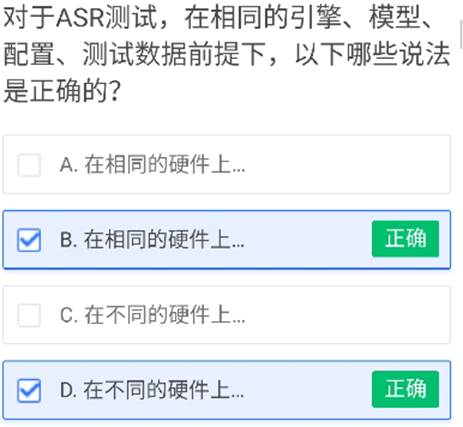 对于ASR测试，在相同的引擎、模型、
配置、测试数据前提下，以下哪些说法
是正确的？
A. 在相同的硬件上...
B. 在相同的硬件上...
正确
C. 在不同的硬件上...
D. 在不同的硬件上...
正确